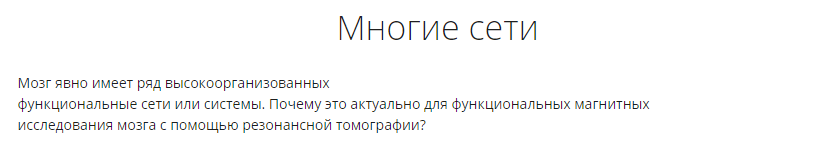 Многие сети
Мозг явно имеет ряд высокоорганизованных
функциональные сети или системы. Почему это актуально для функциональных магнитных
исследования мозга с помощью резонансной томографии?